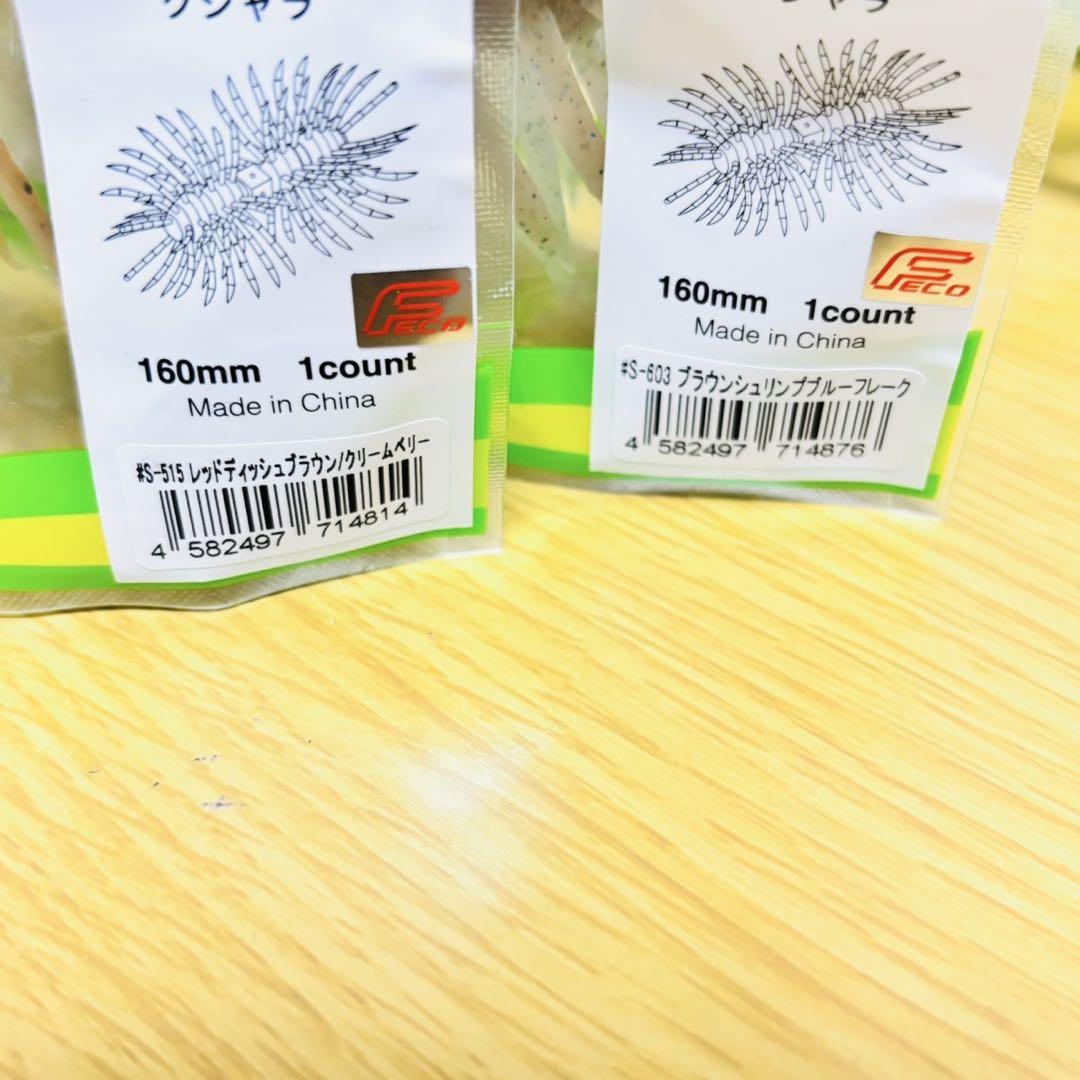 160mm 1count
Made in China
FECO
#S-515 レッドディッシュブラウン/クリームベリー
4 582497 714814
160mm 1count
Made in China
FECO
#S-603 ブラウンシュリンプブルーフレーク
4 582497 714876